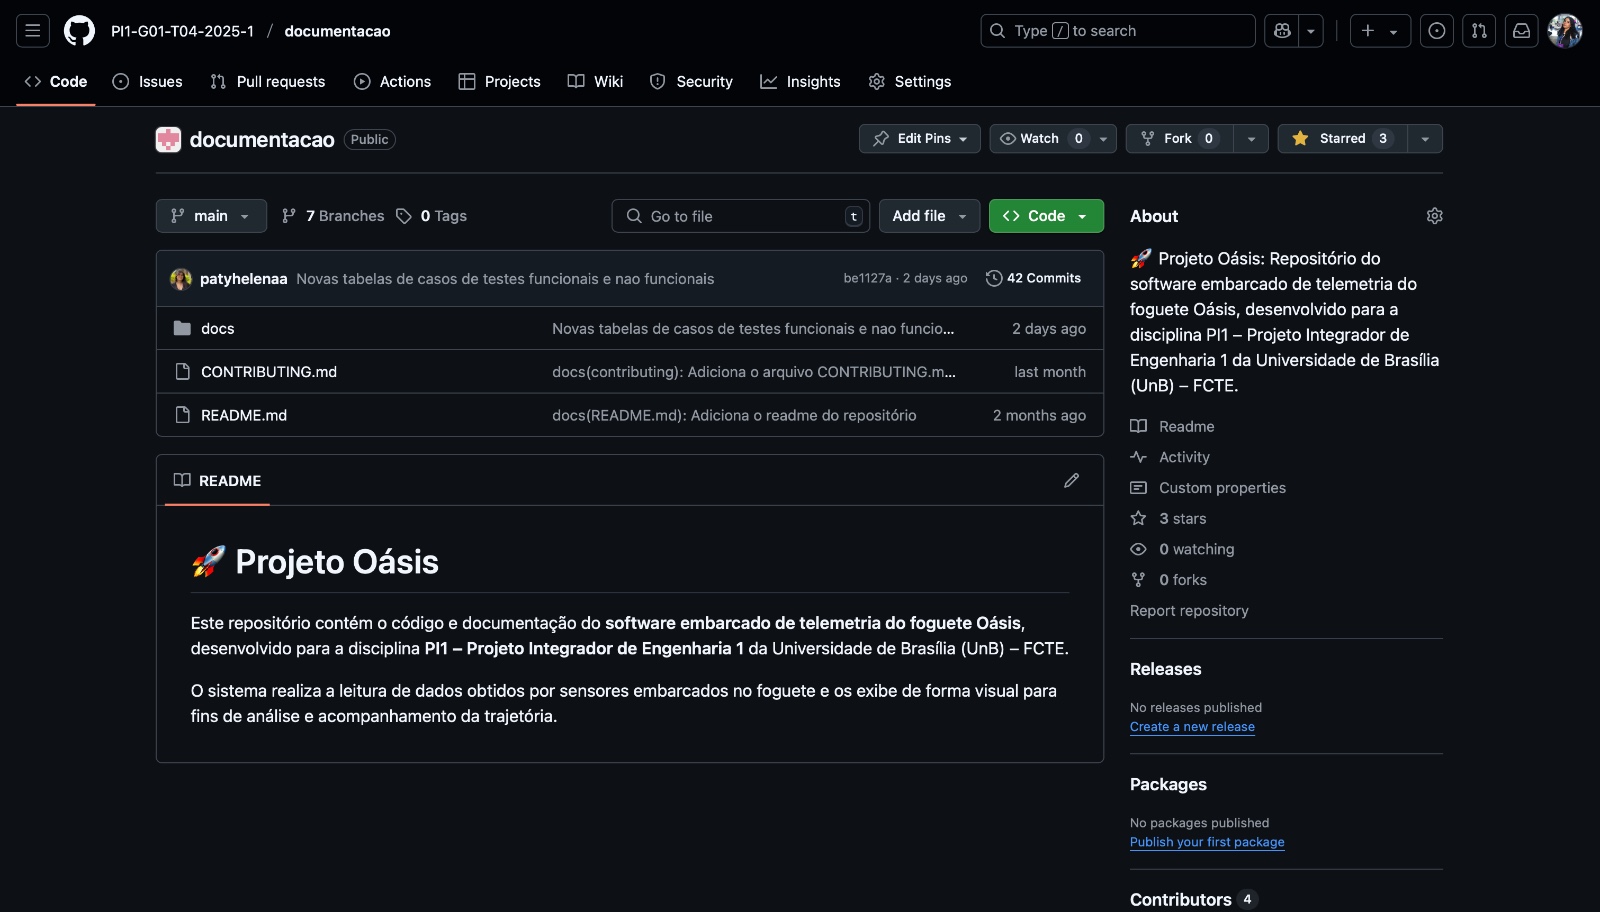 PI1-G01-T04-2025-1 / documentacao
Type / to search
Code
Issues
Pull requests
Actions
Projects
Wiki
Security
Insights
Settings
documentacao Public
Edit Pins
Watch 0
Fork 0
Starred 3
main
7 Branches
0 Tags
Go to file t
Add file
Code
patyhelenaa Novas tabelas de casos de testes funcionais e nao funcionais be1127a · 2 days ago 42 Commits
docs Novas tabelas de casos de testes funcionais e nao funcio... 2 days ago
CONTRIBUTING.md docs(contributing): Adiciona o arquivo CONTRIBUTING.m... last month
README.md docs(README.md): Adiciona o readme do repositório 2 months ago
README
🚀 Projeto Oásis
Este repositório contém o código e documentação do software embarcado de telemetria do foguete Oásis,
desenvolvido para a disciplina PI1 – Projeto Integrador de Engenharia 1 da Universidade de Brasília (UnB) – FCTE.
O sistema realiza a leitura de dados obtidos por sensores embarcados no foguete e os exibe de forma visual para
fins de análise e acompanhamento da trajetória.
About
🚀 Projeto Oásis: Repositório do
software embarcado de telemetria do
foguete Oásis, desenvolvido para a
disciplina PI1 – Projeto Integrador de
Engenharia 1 da Universidade de Brasília
(UnB) – FCTE.
Readme
Activity
Custom properties
3 stars
0 watching
0 forks
Report repository
Releases
No releases published
Create a new release
Packages
No packages published
Publish your first package
Contributors 4